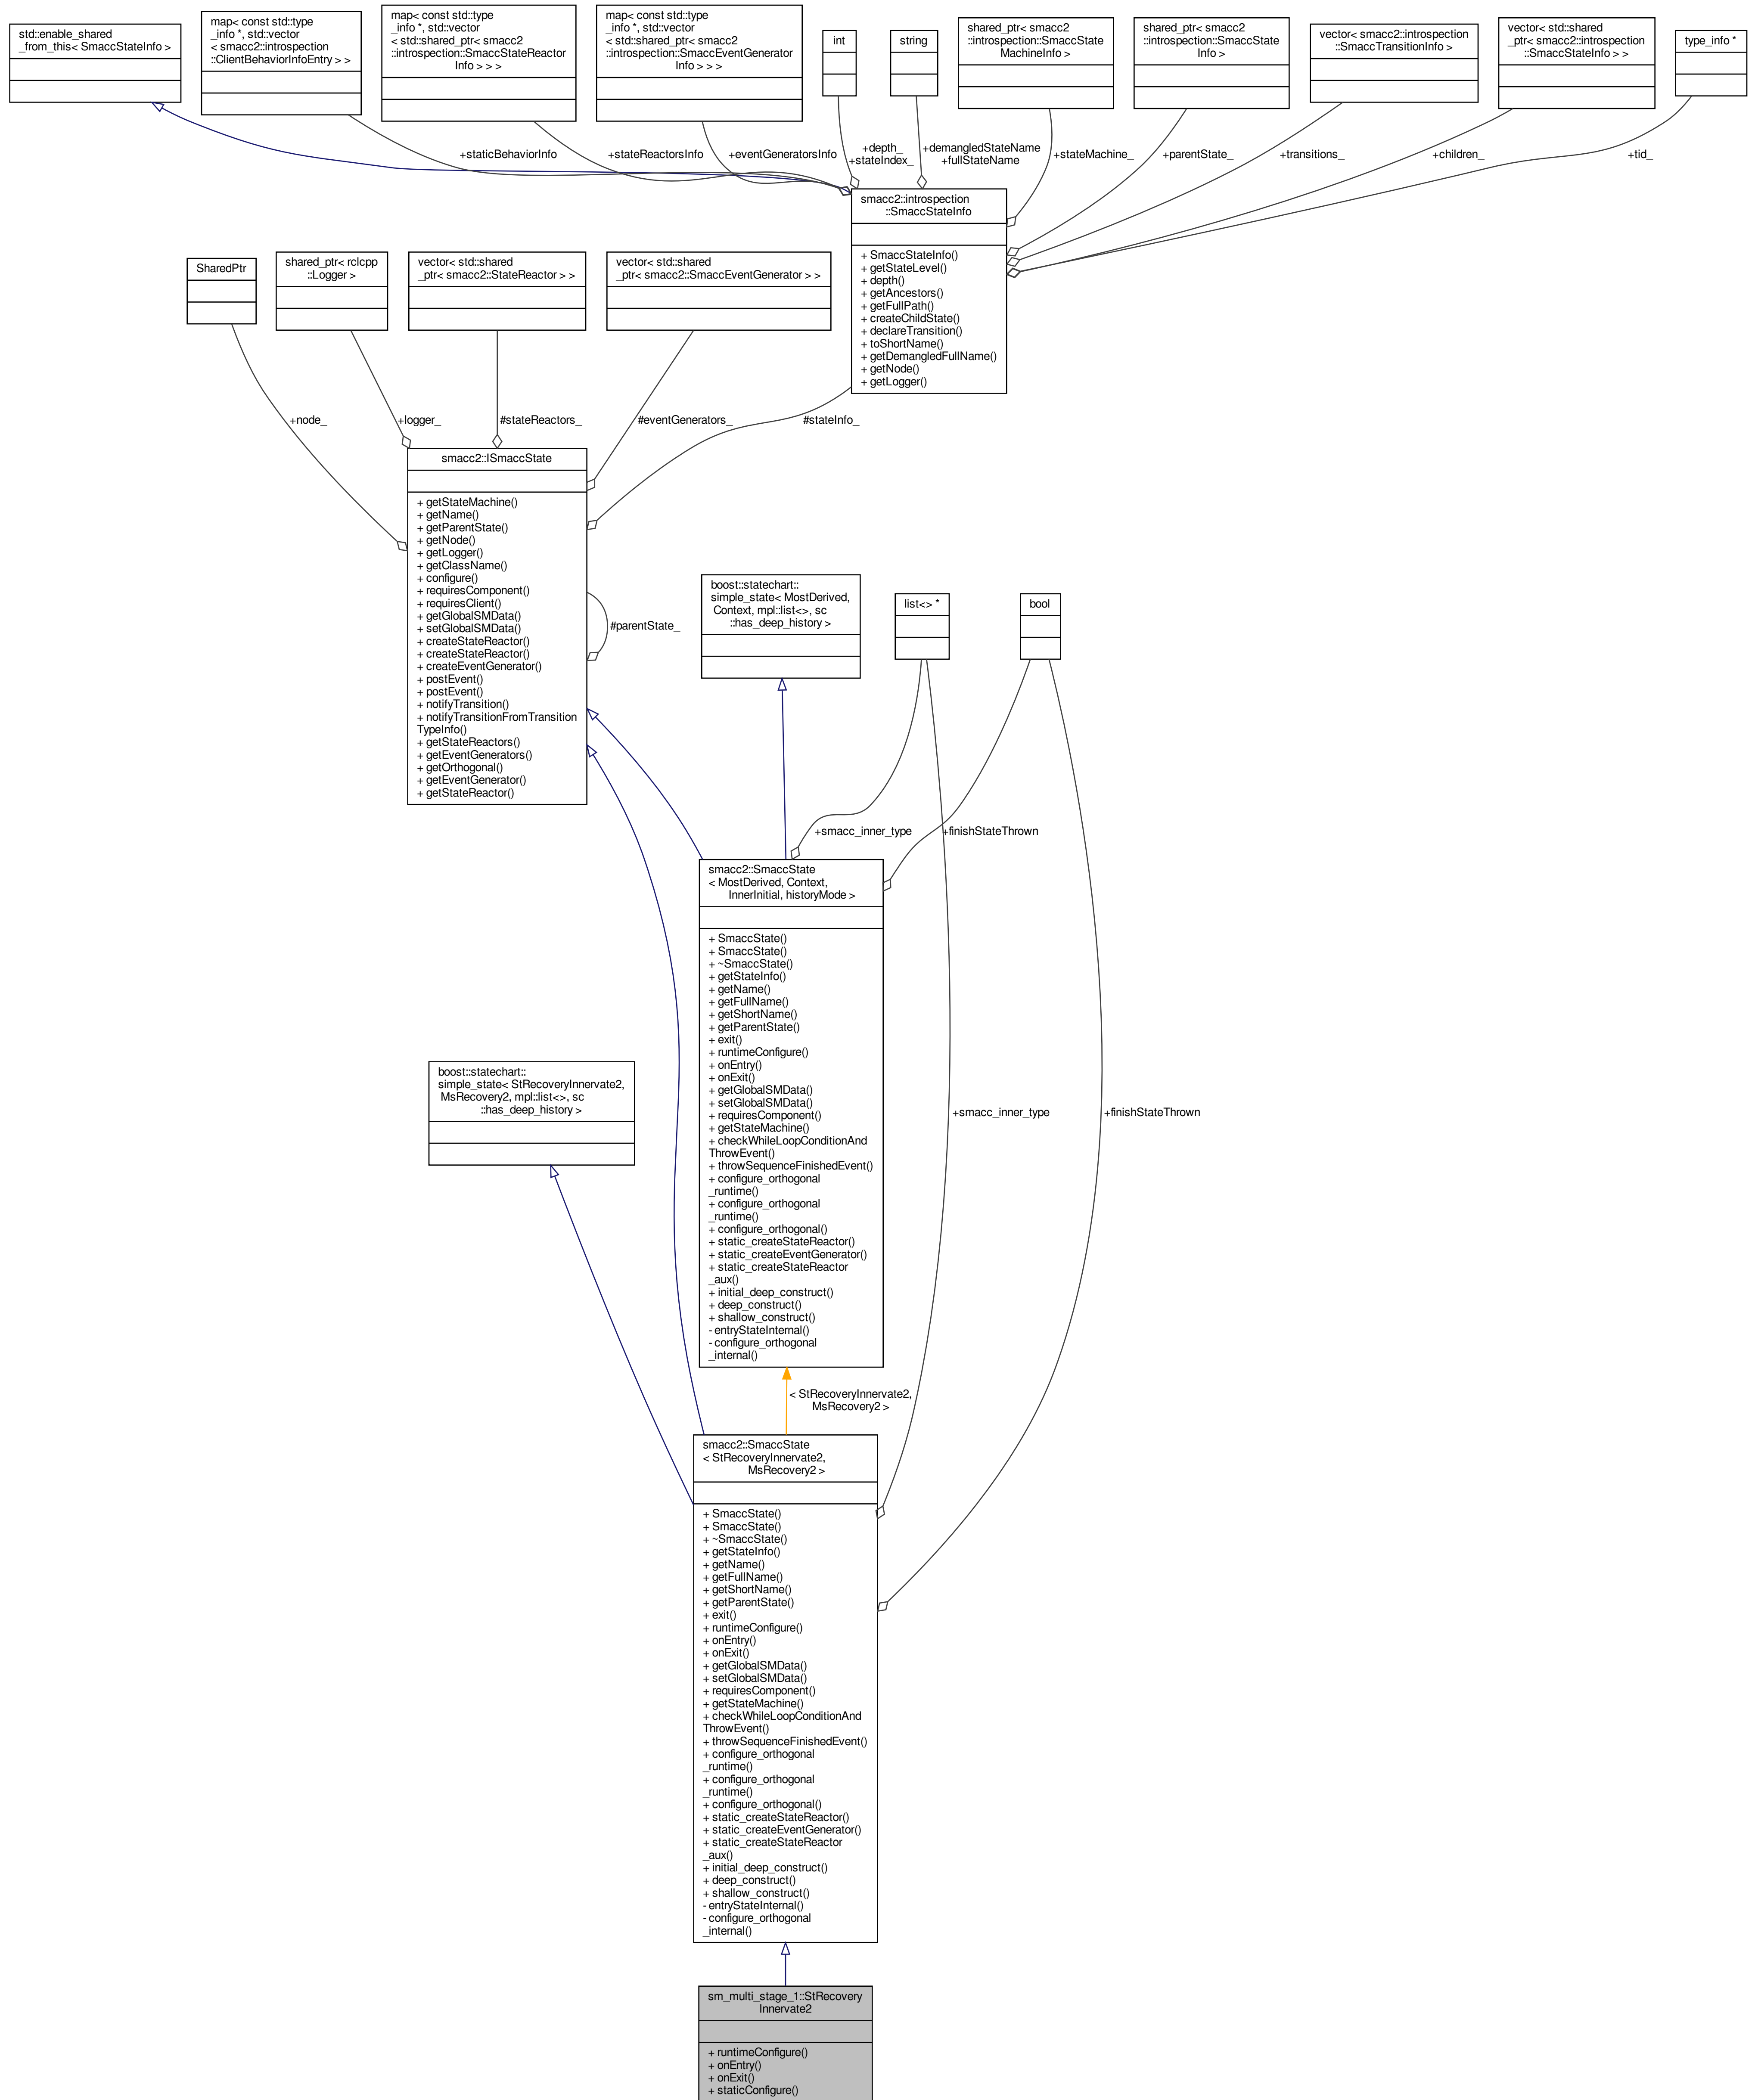 std::enable_shared
_from_this< SmaccStateInfo >
map< const std::type
_info *, std::vector
< smacc2::introspection
::ClientBehaviorInfoEntry > >
map< const std::type
_info *, std::vector
< std::shared_ptr< smacc2
::introspection::SmaccStateReactor
Info > > >
map< const std::type
_info *, std::vector
< std::shared_ptr< smacc2
::introspection::SmaccEventGenerator
Info > > >
int
string
shared_ptr< smacc2
::introspection::SmaccState
MachineInfo >
shared_ptr< smacc2
::introspection::SmaccState
Info >
vector< smacc2::introspection
::SmaccTransitionInfo >
vector< std::shared
_ptr< smacc2::introspection
::SmaccStateInfo > >
type_info *
+staticBehaviorInfo
+stateReactorsInfo
+eventGeneratorsInfo
+depth_
+stateIndex_
+demangledStateName
+fullStateName
+stateMachine_
+parentState_
+transitions_
+children_
+tid_
smacc2::introspection
::SmaccStateInfo
+ SmaccStateInfo()
+ getStateLevel()
+ depth()
+ getAncestors()
+ getFullPath()
+ createChildState()
+ declareTransition()
+ toShortName()
+ getDemangledFullName()
+ getNode()
+ getLogger()
SharedPtr
shared_ptr< rclcpp
::Logger >
vector< std::shared
_ptr< smacc2::StateReactor > >
vector< std::shared
_ptr< smacc2::SmaccEventGenerator > >
+node_
+logger_
#stateReactors_
#eventGenerators_
#stateInfo_
smacc2::ISmaccState
+ getStateMachine()
+ getName()
+ getParentState()
+ getNode()
+ getLogger()
+ getClassName()
+ configure()
+ requiresComponent()
+ requiresClient()
+ getGlobalSMData()
+ setGlobalSMData()
+ createStateReactor()
+ createStateReactor()
+ createEventGenerator()
+ postEvent()
+ postEvent()
+ notifyTransition()
+ notifyTransitionFromTransition
TypeInfo()
+ getStateReactors()
+ getEventGenerators()
+ getOrthogonal()
+ getEventGenerator()
+ getStateReactor()
#parentState_
boost::statechart::
simple_state< MostDerived,
Context, mpl::list<>, sc
::has_deep_history >
list<> *
bool
+smacc_inner_type
+finishStateThrown
smacc2::SmaccState
< MostDerived, Context,
InnerInitial, historyMode >
+ SmaccState()
+ SmaccState()
+ ~SmaccState()
+ getStateInfo()
+ getName()
+ getFullName()
+ getShortName()
+ getParentState()
+ exit()
+ runtimeConfigure()
+ onEntry()
+ onExit()
+ getGlobalSMData()
+ setGlobalSMData()
+ requiresComponent()
+ getStateMachine()
+ checkWhileLoopConditionAnd
ThrowEvent()
+ throwSequenceFinishedEvent()
+ configure_orthogonal
_runtime()
+ configure_orthogonal
_runtime()
+ configure_orthogonal()
+ static_createStateReactor()
+ static_createEventGenerator()
+ static_createStateReactor
_aux()
+ initial_deep_construct()
+ deep_construct()
+ shallow_construct()
- entryStateInternal()
- configure_orthogonal
_internal()
boost::statechart::
simple_state< StRecoveryInnervate2,
MsRecovery2, mpl::list<>, sc
::has_deep_history >
+smacc_inner_type
+finishStateThrown
< StRecoveryInnervate2,
MsRecovery2 >
smacc2::SmaccState
< StRecoveryInnervate2,
MsRecovery2 >
+ SmaccState()
+ SmaccState()
+ ~SmaccState()
+ getStateInfo()
+ getName()
+ getFullName()
+ getShortName()
+ getParentState()
+ exit()
+ runtimeConfigure()
+ onEntry()
+ onExit()
+ getGlobalSMData()
+ setGlobalSMData()
+ requiresComponent()
+ getStateMachine()
+ checkWhileLoopConditionAnd
ThrowEvent()
+ throwSequenceFinishedEvent()
+ configure_orthogonal
_runtime()
+ configure_orthogonal
_runtime()
+ configure_orthogonal()
+ static_createStateReactor()
+ static_createEventGenerator()
+ static_createStateReactor
_aux()
+ initial_deep_construct()
+ deep_construct()
+ shallow_construct()
- entryStateInternal()
- configure_orthogonal
_internal()
sm_multi_stage_1::StRecovery
Innervate2
+ runtimeConfigure()
+ onEntry()
+ onExit()
+ staticConfigure()